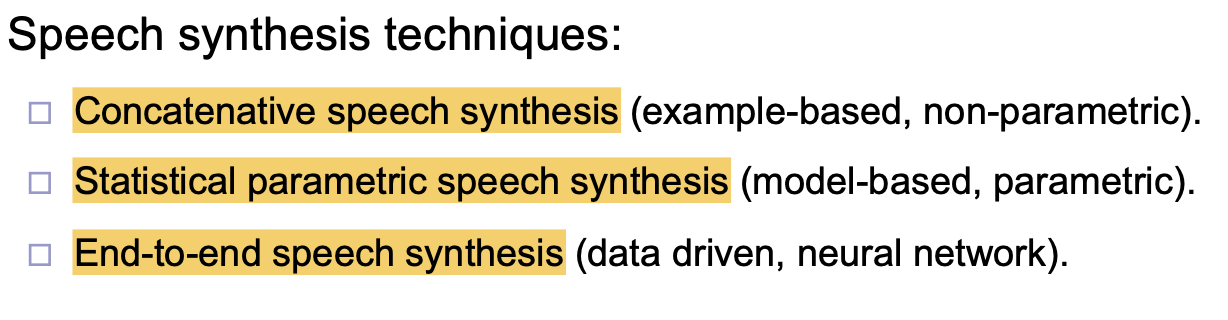 Speech synthesis techniques:
Concatenative speech synthesis (example-based, non-parametric).
Statistical parametric speech synthesis (model-based, parametric).
End-to-end speech synthesis (data driven, neural network).